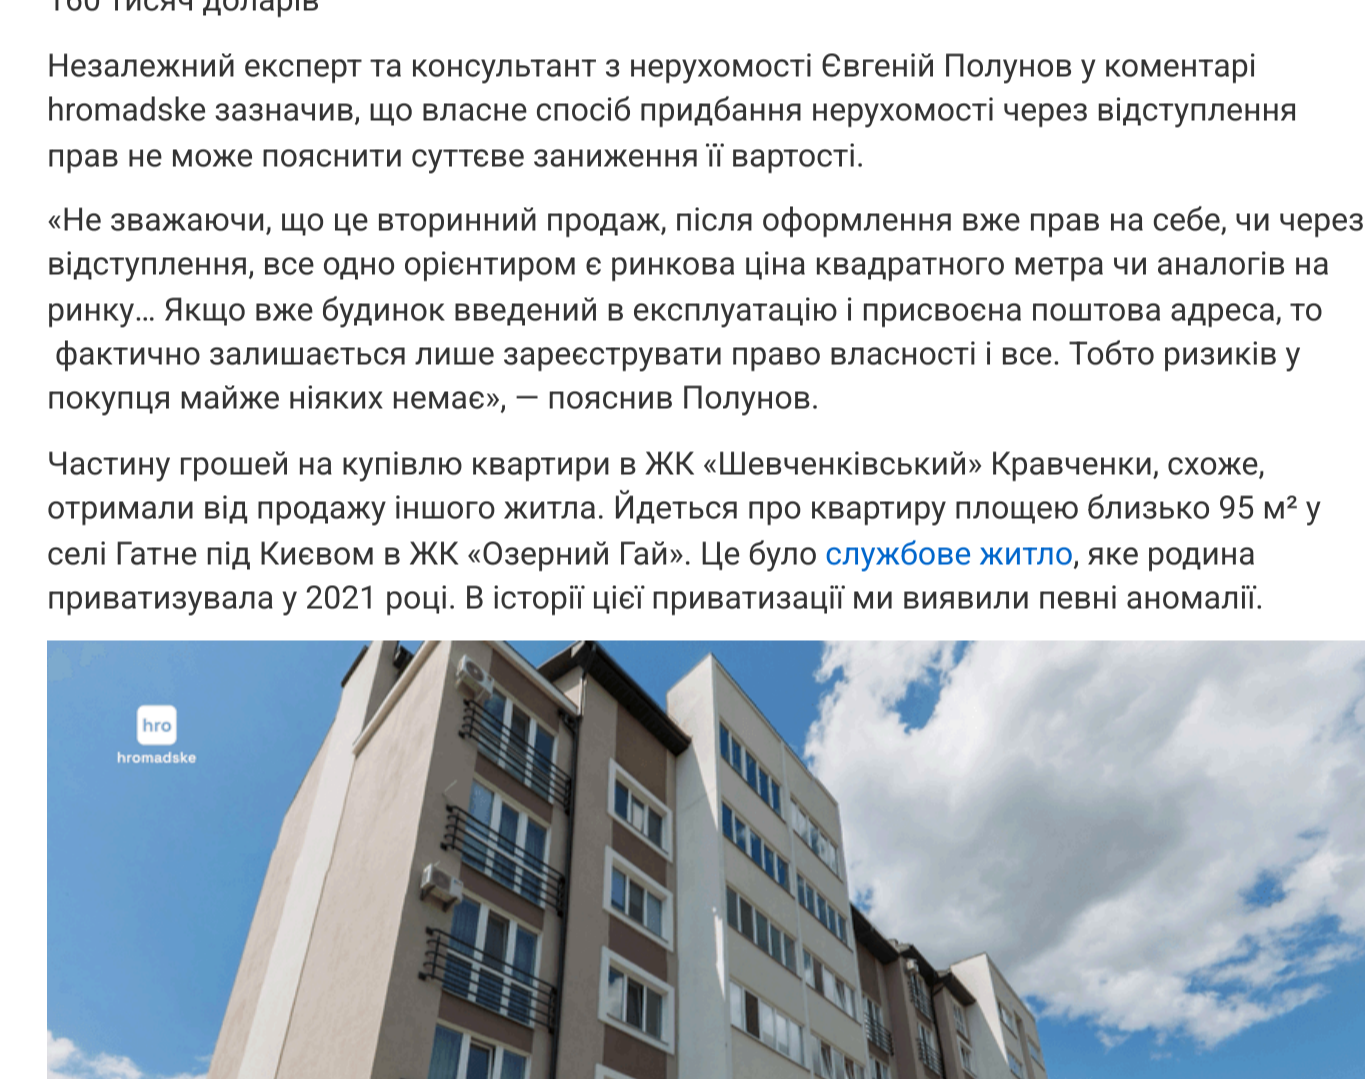 160 тисяч доларів
Незалежний експерт та консультант з нерухомості Євгеній Полунов у коментарі
hromadske зазначив, що власне спосіб придбання нерухомості через відступлення
прав не може пояснити суттєве заниження її вартості.
«Не зважаючи, що це вторинний продаж, після оформлення вже прав на себе, чи через
відступлення, все одно орієнтиром є ринкова ціна квадратного метра чи аналогів на
ринку… Якщо вже будинок введений в експлуатацію і присвоєна поштова адреса, то
фактично залишається лише зареєструвати право власності і все. Тобто ризиків у
покупця майже ніяких немає», — пояснив Полунов.
Частину грошей на купівлю квартири в ЖК «Шевченківський» Кравченки, схоже,
отримали від продажу іншого житла. Йдеться про квартиру площею близько 95 м² у
селі Гатне під Києвом в ЖК «Озерний Гай». Це було службове житло, яке родина
приватизувала у 2021 році. В історії цієї приватизації ми виявили певні аномалії.
hro
hromadske